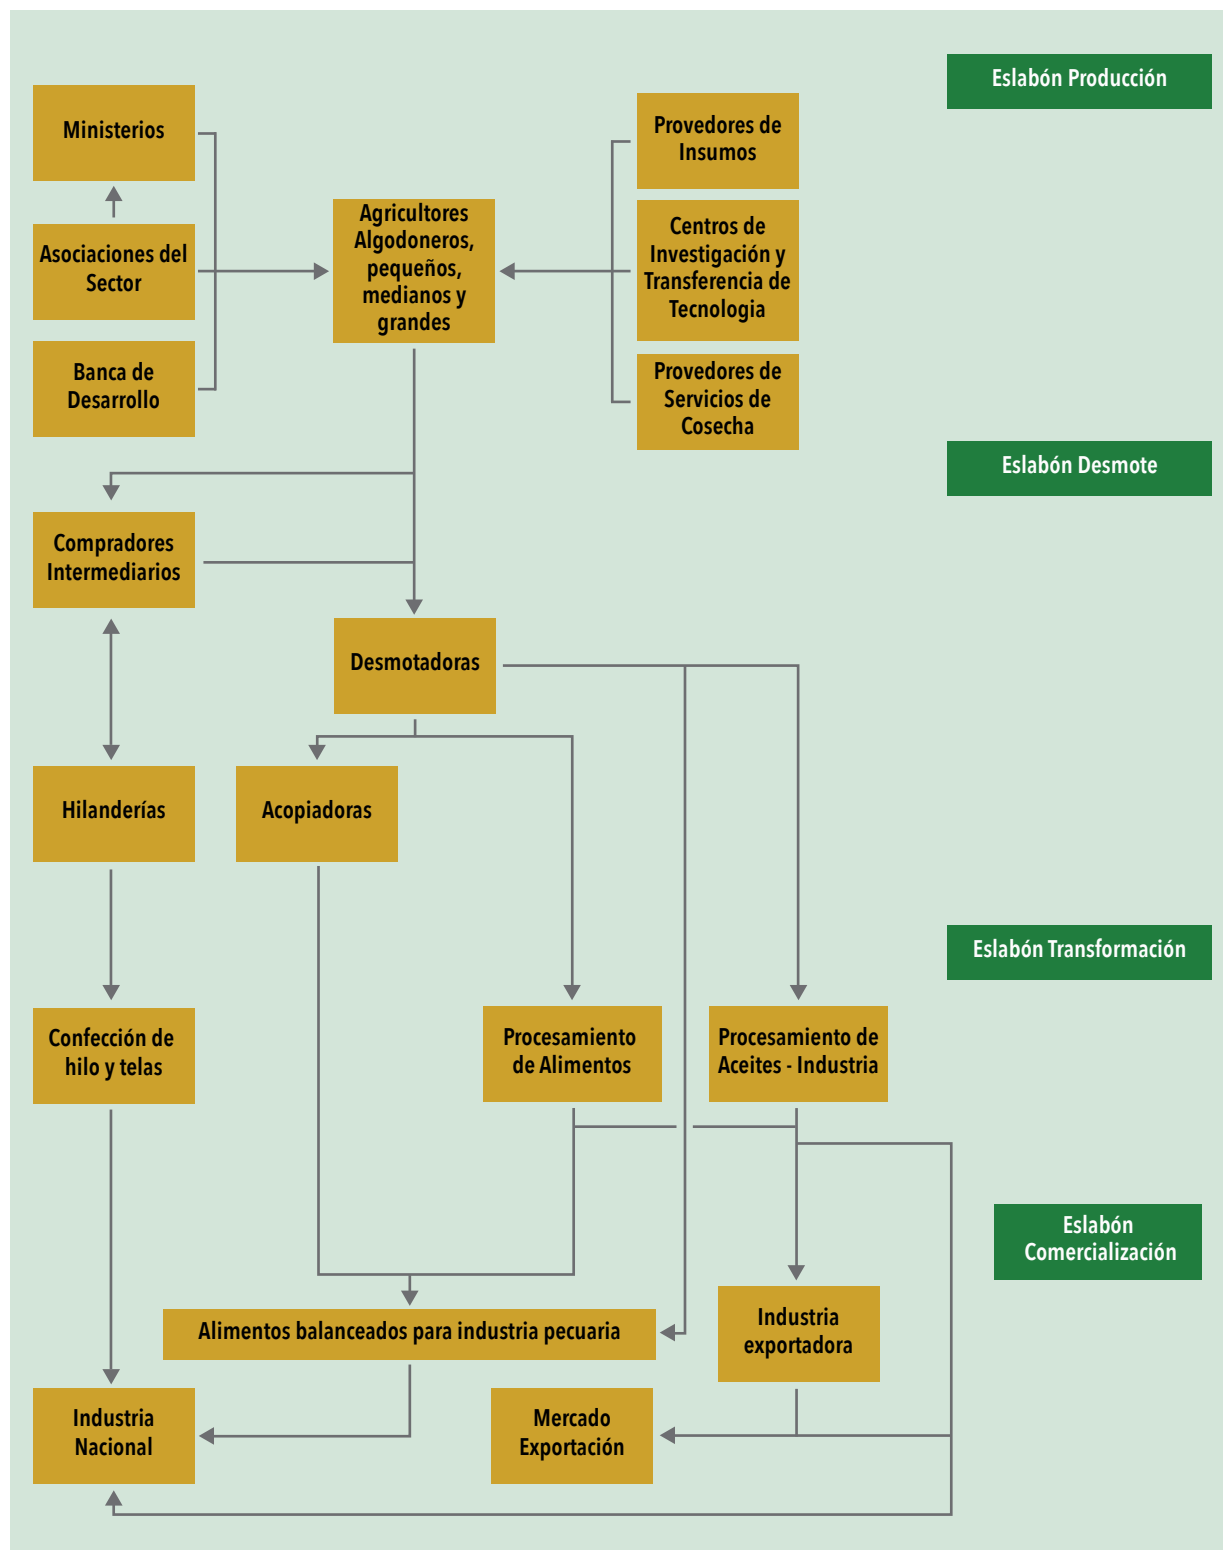 Eslabón Producción
Ministerios
Provedores de
Insumos
Agricultores
Algodoneros,
pequeños,
medianos y
grandes
Asociaciones del
Sector
Centros de
Investigación y
Transferencia de
Tecnologia
Banca de
Desarrollo
Provedores de
Servicios de
Cosecha
Eslabón Desmote
Compradores
Intermediarios
Desmotadoras
Hilanderías
Acopiadoras
Eslabón Transformación
Confección de
hilo y telas
Procesamiento
de Alimentos
Procesamiento de
Aceites - Industria
Eslabón
Comercialización
Alimentos balanceados para industria pecuaria
Industria
exportadora
Industria
Nacional
Mercado
Exportación